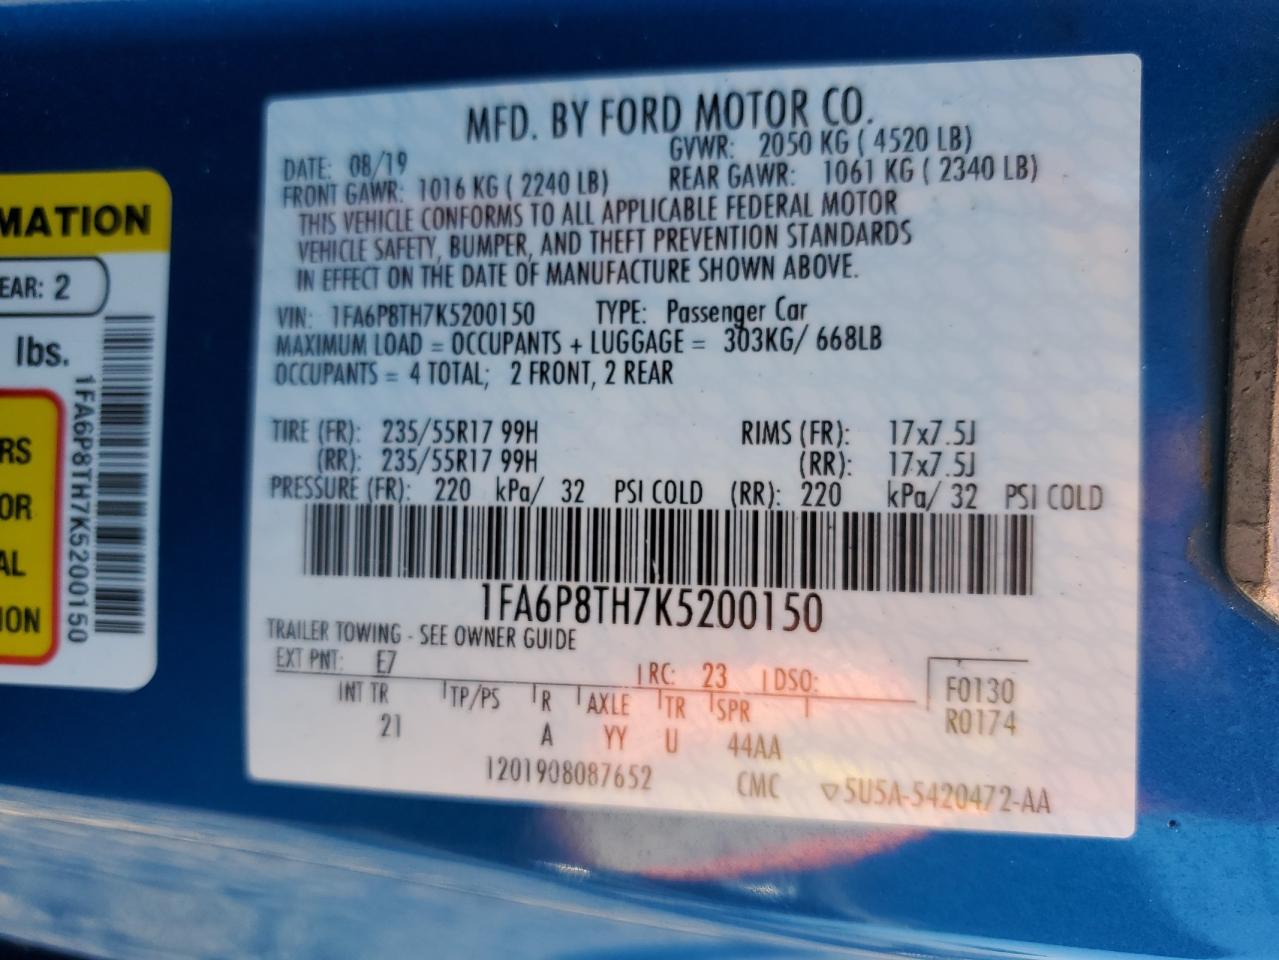 MATION
EAR: 2
lbs.
RS
OR
AL
ION
1FA6P8TH7K5200150
MFD. BY FORD MOTOR CO.
DATE: 08/19 GVWR: 2050 KG ( 4520 LB)
FRONT GAWR: 1016 KG ( 2240 LB) REAR GAWR: 1061 KG ( 2340 LB)
THIS VEHICLE CONFORMS TO ALL APPLICABLE FEDERAL MOTOR
VEHICLE SAFETY, BUMPER, AND THEFT PREVENTION STANDARDS
IN EFFECT ON THE DATE OF MANUFACTURE SHOWN ABOVE.
VIN: 1FA6P8TH7K5200150 TYPE: Passenger Car
MAXIMUM LOAD = OCCUPANTS + LUGGAGE = 303KG/ 668LB
OCCUPANTS = 4 TOTAL; 2 FRONT, 2 REAR
TIRE (FR): 235/55R17 99H RIMS (FR): 17x7.5J
(RR): 235/55R17 99H (RR): 17x7.5J
PRESSURE (FR): 220 kPa/ 32 PSI COLD (RR): 220 kPa/ 32 PSI COLD
1FA6P8TH7K5200150
TRAILER TOWING - SEE OWNER GUIDE
EXT PNT: E7 RC: 23 DSO: F0130
INT TR TP/PS R AXLE TR SPR R0174
21 A YY U 44AA
1201908087652 CMC ▽5U5A-5420472-AA